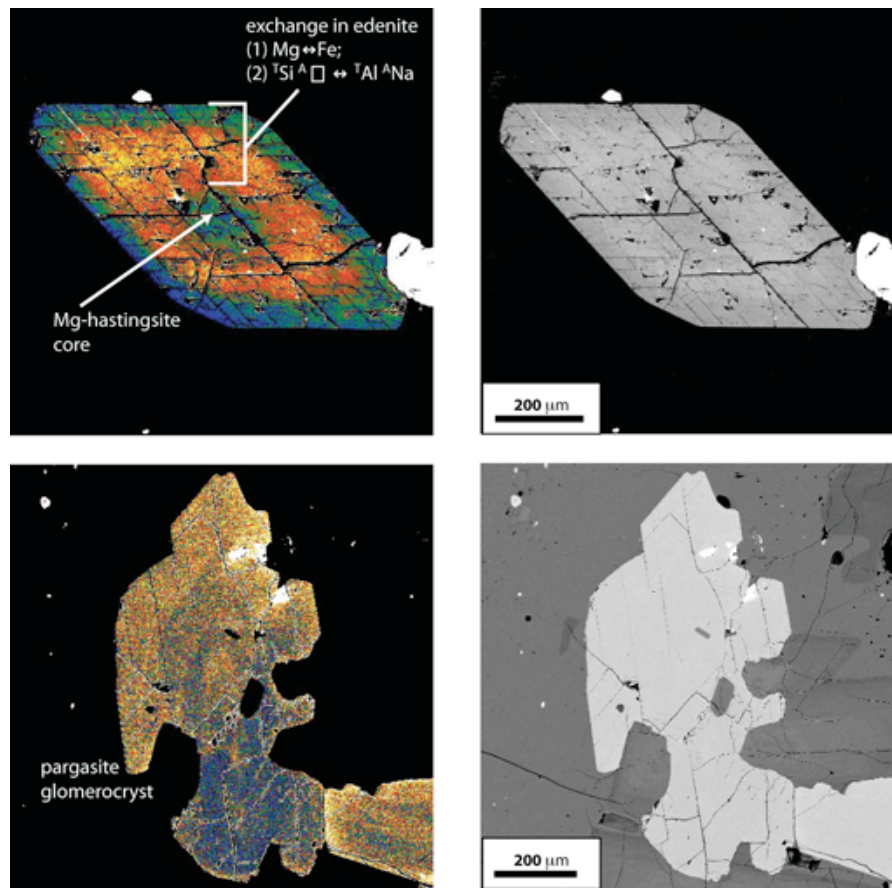 exchange in edenite
(1) Mg↔Fe;
(2) ᵀSi ᴬ□ ↔ ᵀAl ᴬNa
Mg-hastingsite
core
200 μm
pargasite
glomerocryst
200 μm